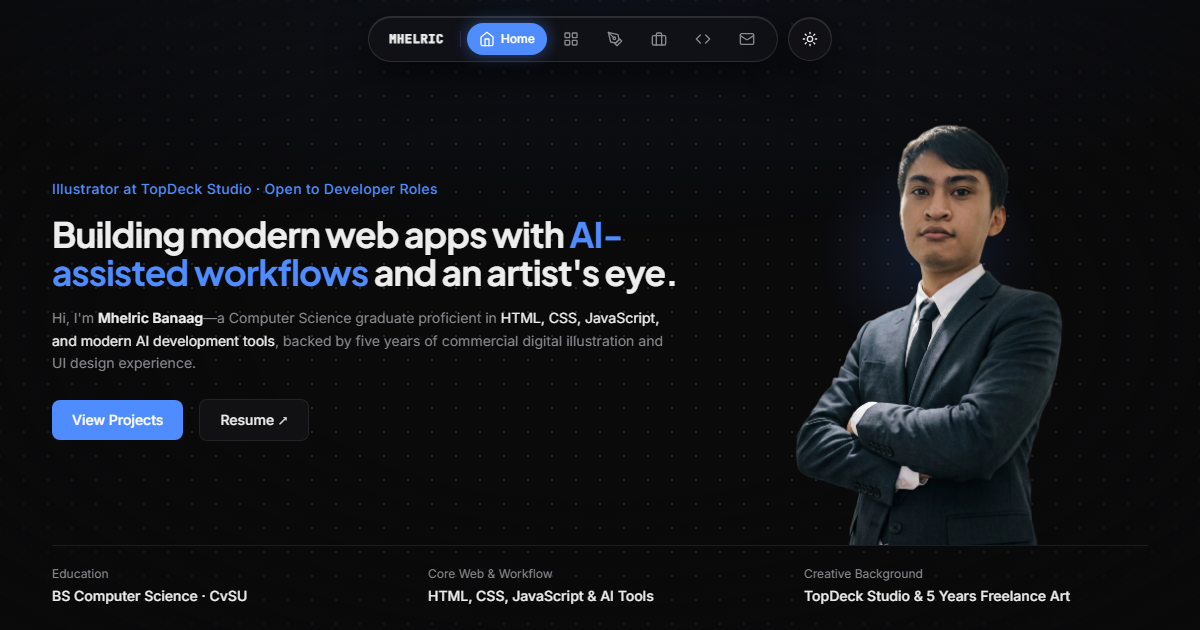 MHELRIC
Home
Illustrator at TopDeck Studio · Open to Developer Roles
Building modern web apps with AI-
assisted workflows and an artist's eye.
Hi, I'm Mhelric Banaag—a Computer Science graduate proficient in HTML, CSS, JavaScript,
and modern AI development tools, backed by five years of commercial digital illustration and
UI design experience.
View Projects
Resume ↗
Education
Core Web & Workflow
Creative Background
BS Computer Science · CvSU
HTML, CSS, JavaScript & AI Tools
TopDeck Studio & 5 Years Freelance Art